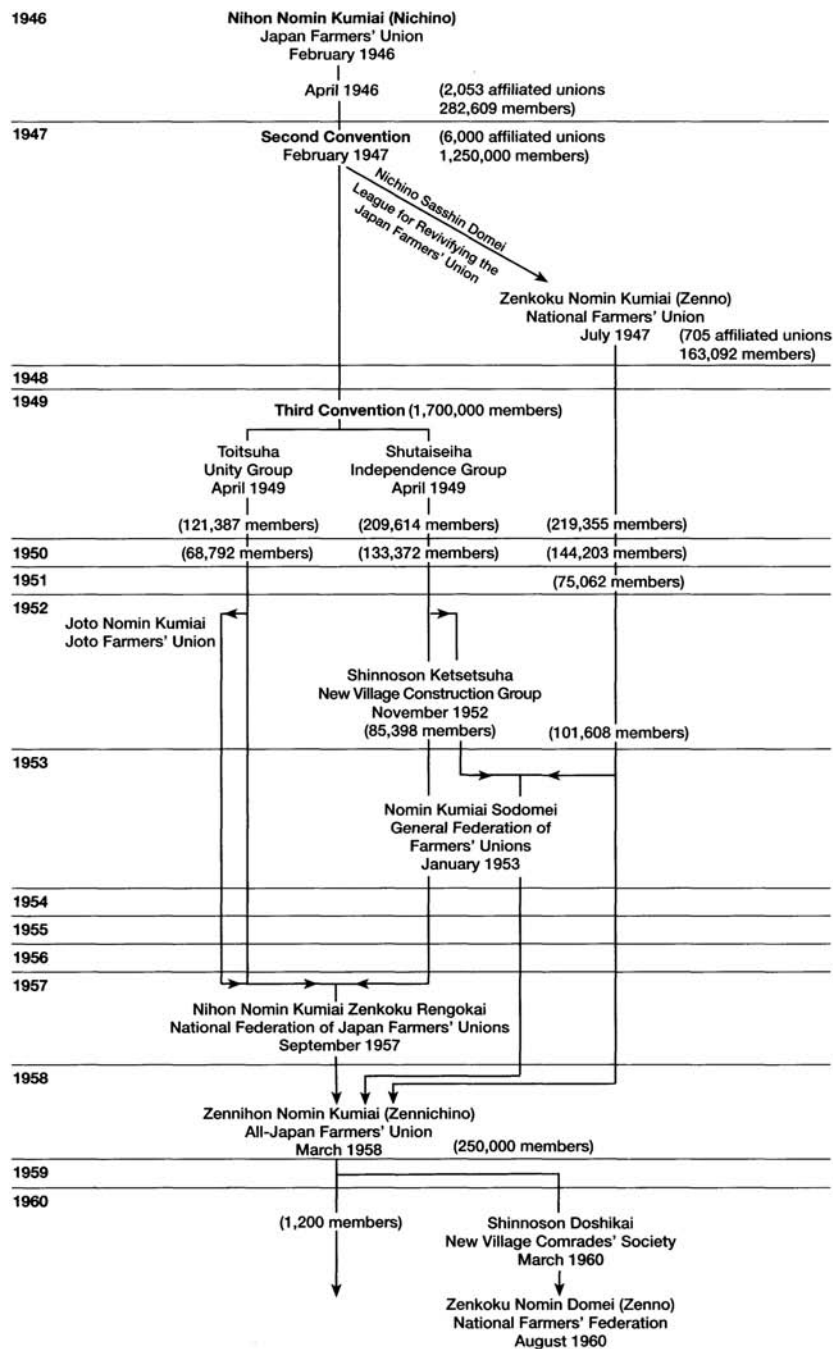 1946
Nihon Nomin Kumiai (Nichino)
Japan Farmers' Union
February 1946
April 1946
(2,053 affiliated unions
282,609 members)
1947
Second Convention
February 1947
(6,000 affiliated unions
1,250,000 members)
Nichino Sasshin Domei
League for Revivifying the
Japan Farmers' Union
Zenkoku Nomin Kumiai (Zenno)
National Farmers' Union
July 1947
(705 affiliated unions
163,092 members)
1948
1949
Third Convention (1,700,000 members)
Toitsuha
Unity Group
April 1949
Shutaiseiha
Independence Group
April 1949
(121,387 members)
(209,614 members)
(219,355 members)
1950
(68,792 members)
(133,372 members)
(144,203 members)
1951
(75,062 members)
1952
Joto Nomin Kumiai
Joto Farmers' Union
Shinnoson Ketsetsuha
New Village Construction Group
November 1952
(85,398 members)
(101,608 members)
1953
Nomin Kumiai Sodomei
General Federation of
Farmers' Unions
January 1953
1954
1955
1956
1957
Nihon Nomin Kumiai Zenkoku Rengokai
National Federation of Japan Farmers' Unions
September 1957
1958
Zennihon Nomin Kumiai (Zennichino)
All-Japan Farmers' Union
March 1958
(250,000 members)
1959
1960
(1,200 members)
Shinnoson Doshikai
New Village Comrades' Society
March 1960
Zenkoku Nomin Domei (Zenno)
National Farmers' Federation
August 1960